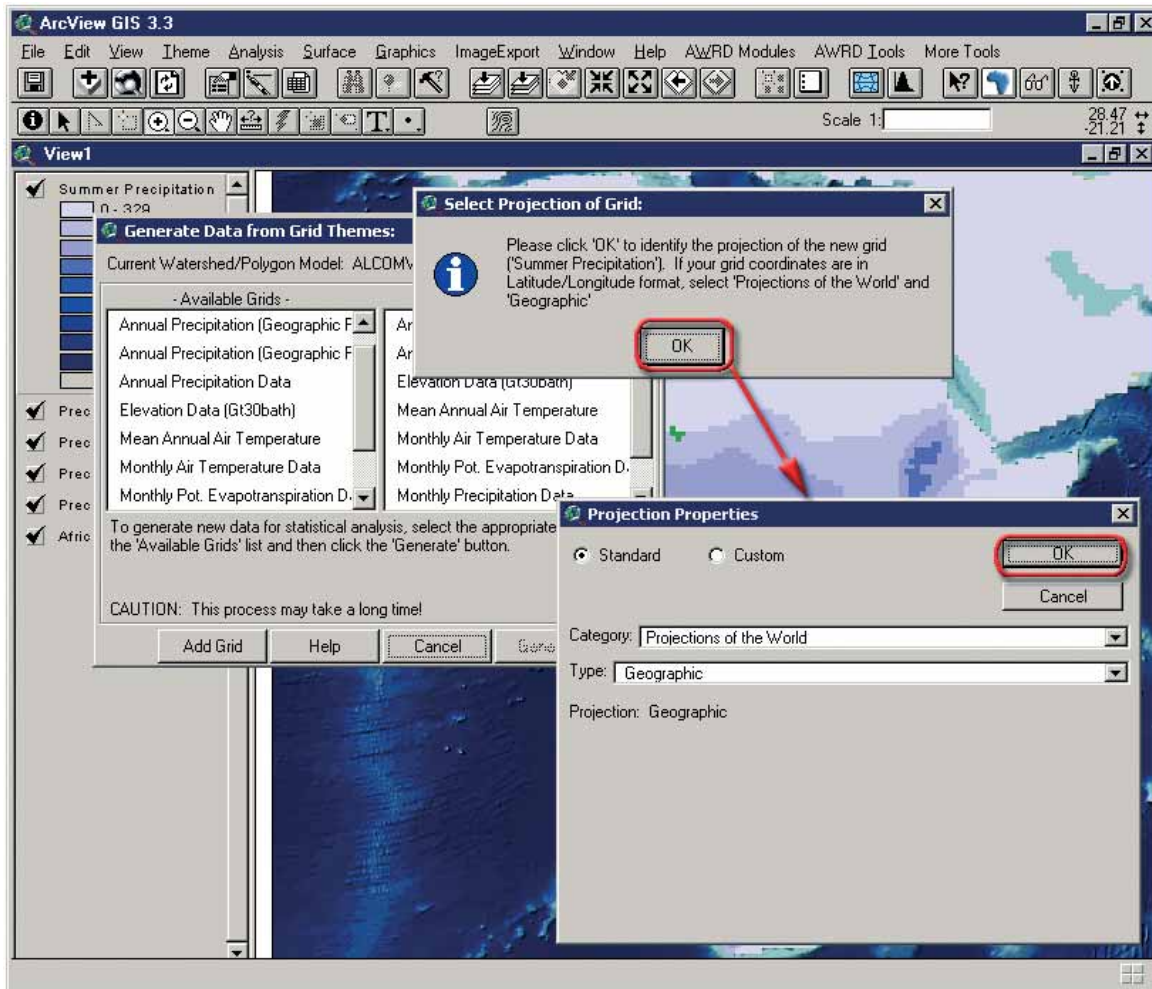 ArcView GIS 3.3
File Edit View Theme Analysis Surface Graphics ImageExport Window Help AWRD Modules AWRD Tools More Tools
Scale 1:
28.47
-21.21
View1
Summer Precipitation
0 - 329
Prec
Prec
Prec
Prec
Afric
Generate Data from Grid Themes:
Current Watershed/Polygon Model: ALCOMW
- Available Grids -
Annual Precipitation (Geographic
Annual Precipitation (Geographic
Annual Precipitation Data
Elevation Data (Gt30bath)
Mean Annual Air Temperature
Monthly Air Temperature Data
Monthly Pot. Evapotranspiration
Elevation Data (Gt30bath)
Mean Annual Air Temperature
Monthly Air Temperature Data
Monthly Pot. Evapotranspiration
Monthly Precipitation Data
To generate new data for statistical analysis, select the appropriate
the 'Available Grids' list and then click the 'Generate' button.
CAUTION: This process may take a long time!
Add Grid
Help
Cancel
Select Projection of Grid:
Please click 'OK' to identify the projection of the new grid
('Summer Precipitation'). If your grid coordinates are in
Latitude/Longitude format, select 'Projections of the World' and
'Geographic'
OK
Projection Properties
Standard
Custom
OK
Cancel
Category: Projections of the World
Type: Geographic
Projection: Geographic